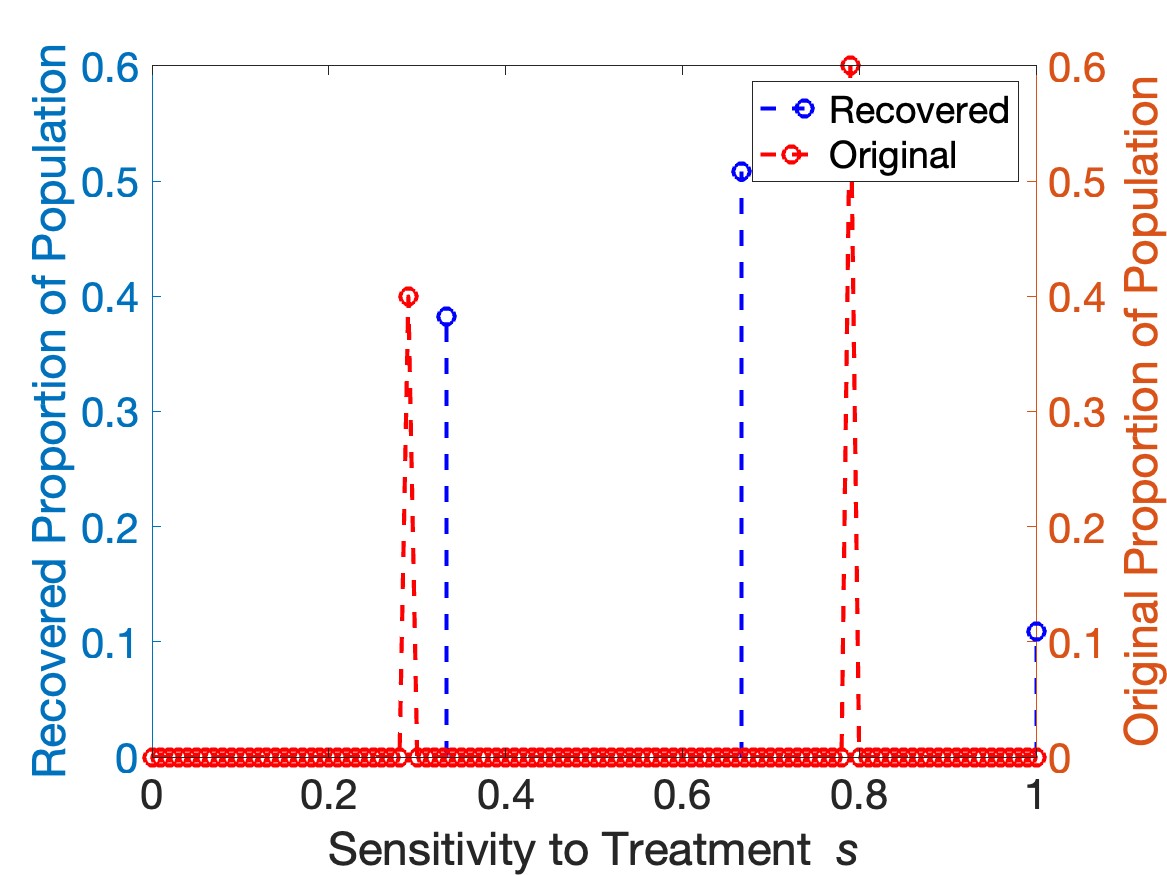 Recovered Proportion of Population
0.6
0.5
0.4
0.3
0.2
0.1
0
Recovered
Original
0.6
0.5
0.4
0.3
0.2
0.1
0
Original Proportion of Population
0 0.2 0.4 0.6 0.8 1
Sensitivity to Treatment s